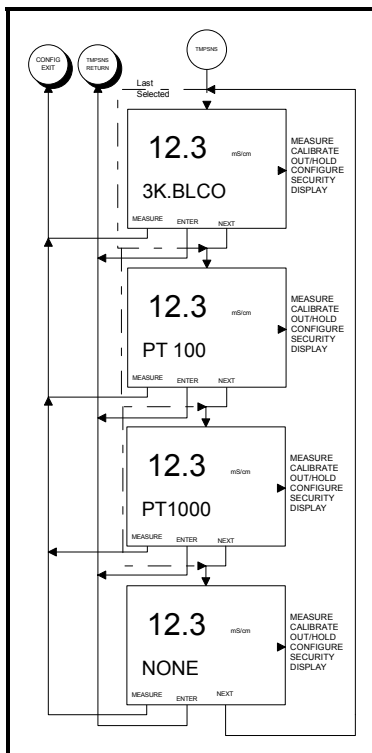 CONFIG
EXIT
TMPSNS
RETURN
TMPSNS
Last
Selected
12.3 mS/cm
3K.BLCO
MEASURE ENTER NEXT
MEASURE
CALIBRATE
OUT/HOLD
CONFIGURE
SECURITY
DISPLAY
12.3 mS/cm
PT 100
MEASURE ENTER NEXT
MEASURE
CALIBRATE
OUT/HOLD
CONFIGURE
SECURITY
DISPLAY
12.3 mS/cm
PT1000
MEASURE ENTER NEXT
MEASURE
CALIBRATE
OUT/HOLD
CONFIGURE
SECURITY
DISPLAY
12.3 mS/cm
NONE
MEASURE ENTER NEXT
MEASURE
CALIBRATE
OUT/HOLD
CONFIGURE
SECURITY
DISPLAY